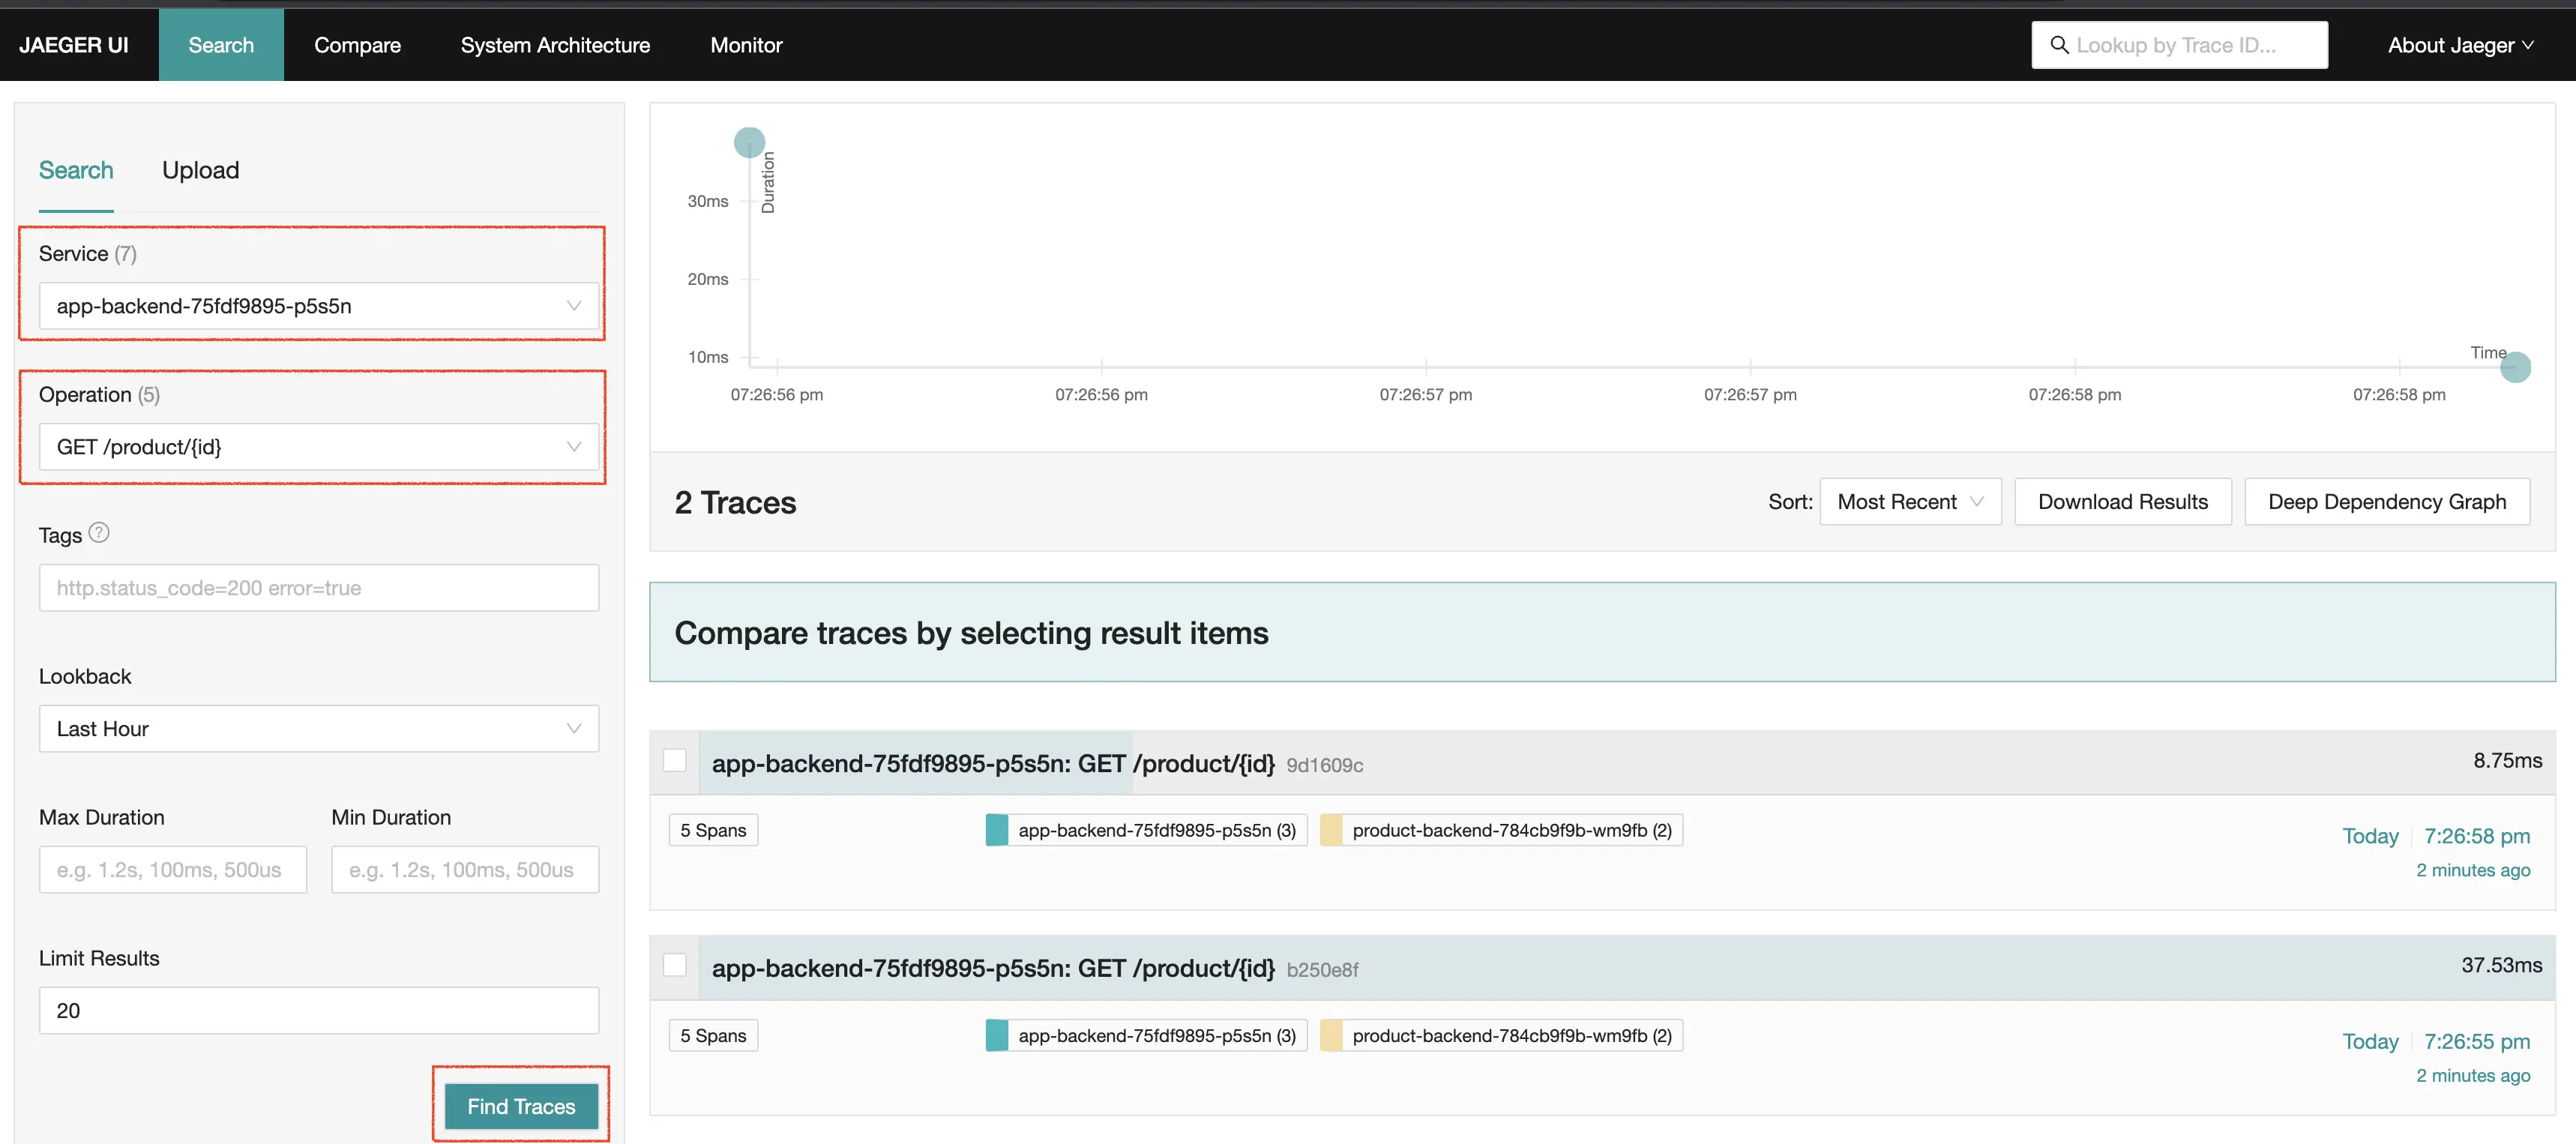 JAEGER UI Search Compare System Architecture Monitor Lookup by Trace ID... About Jaeger
Search Upload
Service (7)
app-backend-75fdf9895-p5s5n
Operation (5)
GET /product/{id}
Tags ?
http.status_code=200 error=true
Lookback
Last Hour
Max Duration Min Duration
e.g. 1.2s, 100ms, 500us e.g. 1.2s, 100ms, 500us
Limit Results
20
Find Traces
Duration
30ms
20ms
10ms
Time
07:26:56 pm 07:26:56 pm 07:26:57 pm 07:26:57 pm 07:26:58 pm 07:26:58 pm
2 Traces Sort: Most Recent Download Results Deep Dependency Graph
Compare traces by selecting result items
app-backend-75fdf9895-p5s5n: GET /product/{id} 9d1609c 8.75ms
5 Spans app-backend-75fdf9895-p5s5n (3) product-backend-784cb9f9b-wm9fb (2) Today 7:26:58 pm
2 minutes ago
app-backend-75fdf9895-p5s5n: GET /product/{id} b250e8f 37.53ms
5 Spans app-backend-75fdf9895-p5s5n (3) product-backend-784cb9f9b-wm9fb (2) Today 7:26:55 pm
2 minutes ago